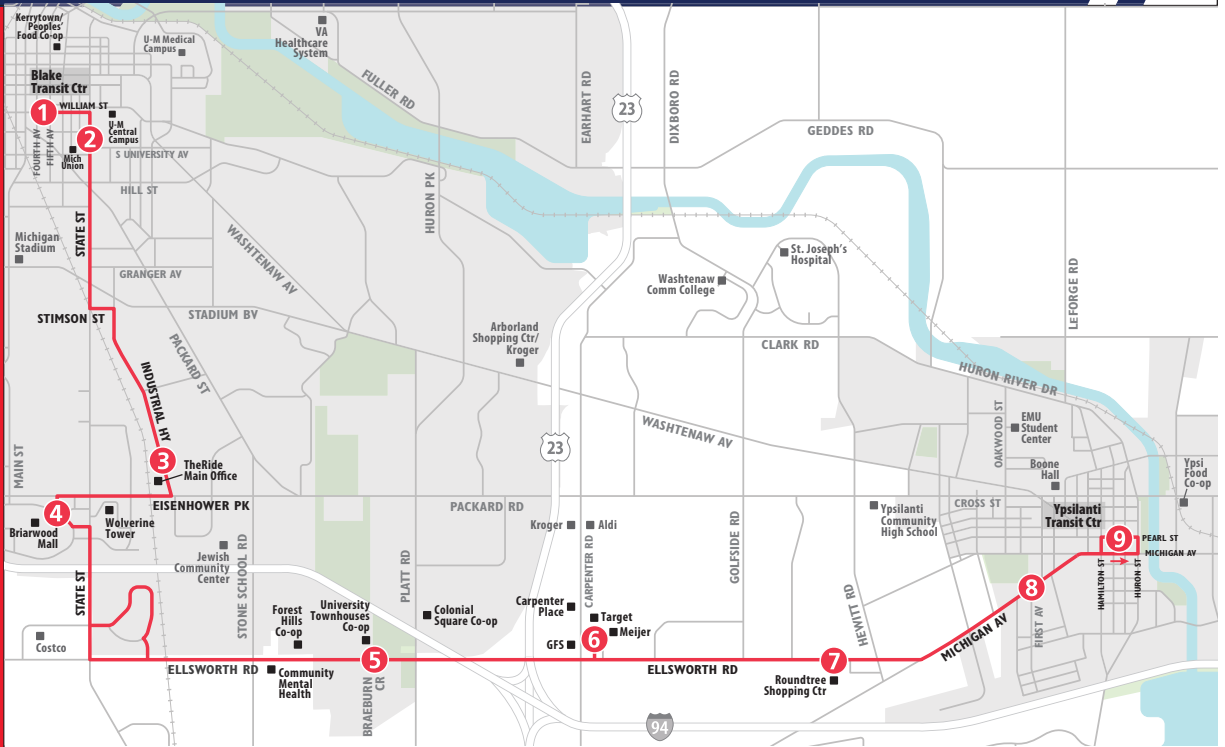 Kerrytown/
Peoples'
Food Co-op
U-M Medical
Campus
VA
Healthcare
System
Blake
Transit Ctr
1
WILLIAM ST
2
U-M
Central
Campus
Mich
Union
FOURTH AV
FIFTH AV
S UNIVERSITY AV
HILL ST
STATE ST
Michigan
Stadium
GRANGER AV
WASHTENAW AV
STIMSON ST
STADIUM BV
PACKARD ST
INDUSTRIAL HY
MAIN ST
3
TheRide
Main Office
EISENHOWER PK
4
Briarwood
Mall
Wolverine
Tower
Jewish
Community
Center
STATE ST
STONE SCHOOL RD
Costco
ELLSWORTH RD
Forest
Hills
Co-op
University
Townhouses
Co-op
Community
Mental
Health
5
BRAEBURN
CR
PLATT RD
Colonial
Square Co-op
FULLER RD
HURON PK
EARHART RD
23
DIXBORO RD
GEDDES RD
St. Joseph's
Hospital
Washtenaw
Comm College
Arborland
Shopping Ctr/
Kroger
CLARK RD
LeFORGE RD
HURON RIVER DR
23
WASHTENAW AV
PACKARD RD
Kroger
Aldi
CARPENTER RD
Carpenter
Place
Target
Meijer
GFS
6
GOLFSIDE RD
ELLSWORTH RD
7
Roundtree
Shopping Ctr
HEWITT RD
94
Ypsilanti
Community
High School
OAKWOOD ST
EMU
Student
Center
Boone
Hall
CROSS ST
Ypsi
Food
Co-op
Ypsilanti
Transit Ctr
9
PEARL ST
MICHIGAN AV
HAMILTON ST
HURON ST
8
FIRST AV
MICHIGAN AV